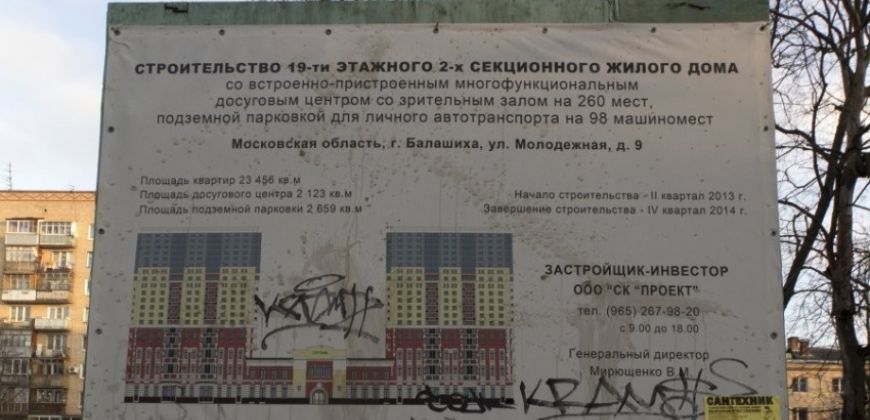 СТРОИТЕЛЬСТВО 19-ти ЭТАЖНОГО 2-х СЕКЦИОННОГО ЖИЛОГО ДОМА
со встроенно-пристроенным многофункциональным
досуговым центром со зрительным залом на 260 мест,
подземной парковкой для личного автотранспорта на 98 машиномест
Московская область, г. Балашиха, ул. Молодежная, д. 9
Площадь квартир 23 456 кв.м
Площадь досугового центра 2 123 кв.м
Площадь подземной парковки 2 659 кв.м
Начало строительства - II квартал 2013 г.
Завершение строительства - IV квартал 2014 г.
ЗАСТРОЙЩИК-ИНВЕСТОР
ООО "СК "ПРОЕКТ"
тел. (965) 267-98-20
с 9.00 до 18.00
Генеральный директор
Мирющенко В.М.
САНТЕХНИК